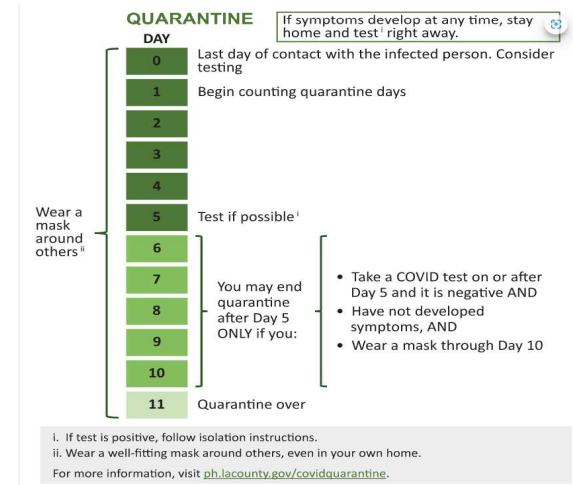 QUARANTINE
If symptoms develop at any time, stay
home and test i right away.
DAY
0
Last day of contact with the infected person. Consider
testing
1
Begin counting quarantine days
2
3
4
5
Test if possible i
Wear a
mask
around
others ii
6
7
8
9
10
You may end
quarantine
after Day 5
ONLY if you:
• Take a COVID test on or after
Day 5 and it is negative AND
• Have not developed
symptoms, AND
• Wear a mask through Day 10
11
Quarantine over
i. If test is positive, follow isolation instructions.
ii. Wear a well-fitting mask around others, even in your own home.
For more information, visit ph.lacounty.gov/covidquarantine.